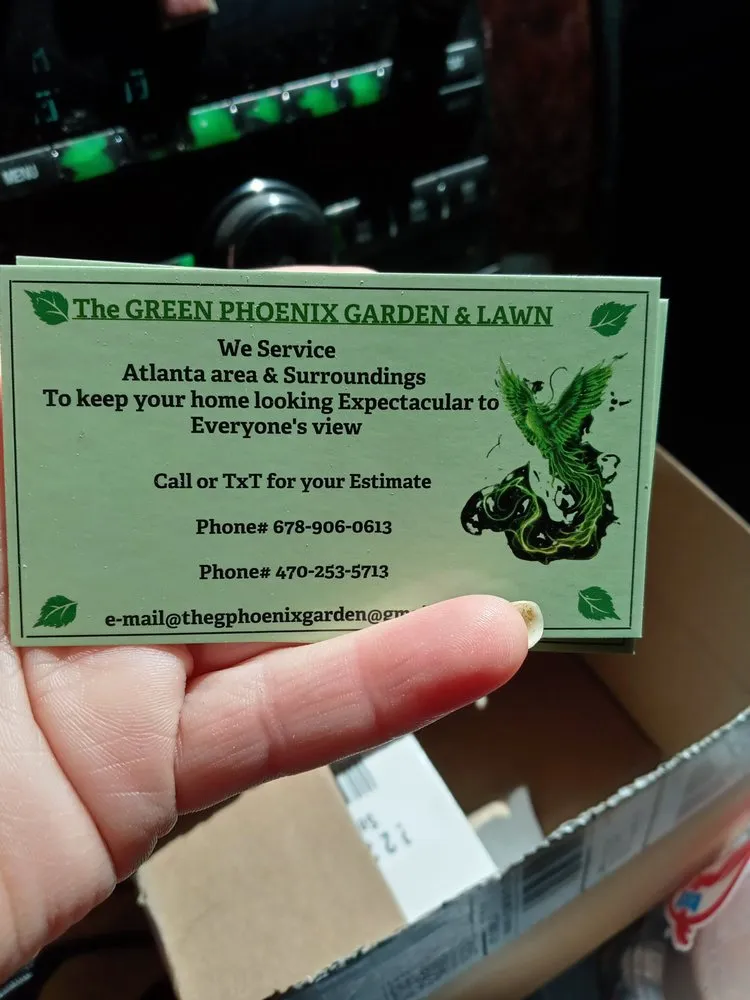 MENU
The GREEN PHOENIX GARDEN & LAWN
We Service
Atlanta area & Surroundings
To keep your home looking Expectacular to
Everyone's view
Call or TxT for your Estimate
Phone# 678-906-0613
Phone# 470-253-5713
e-mail@thegphoenixgarden@gm